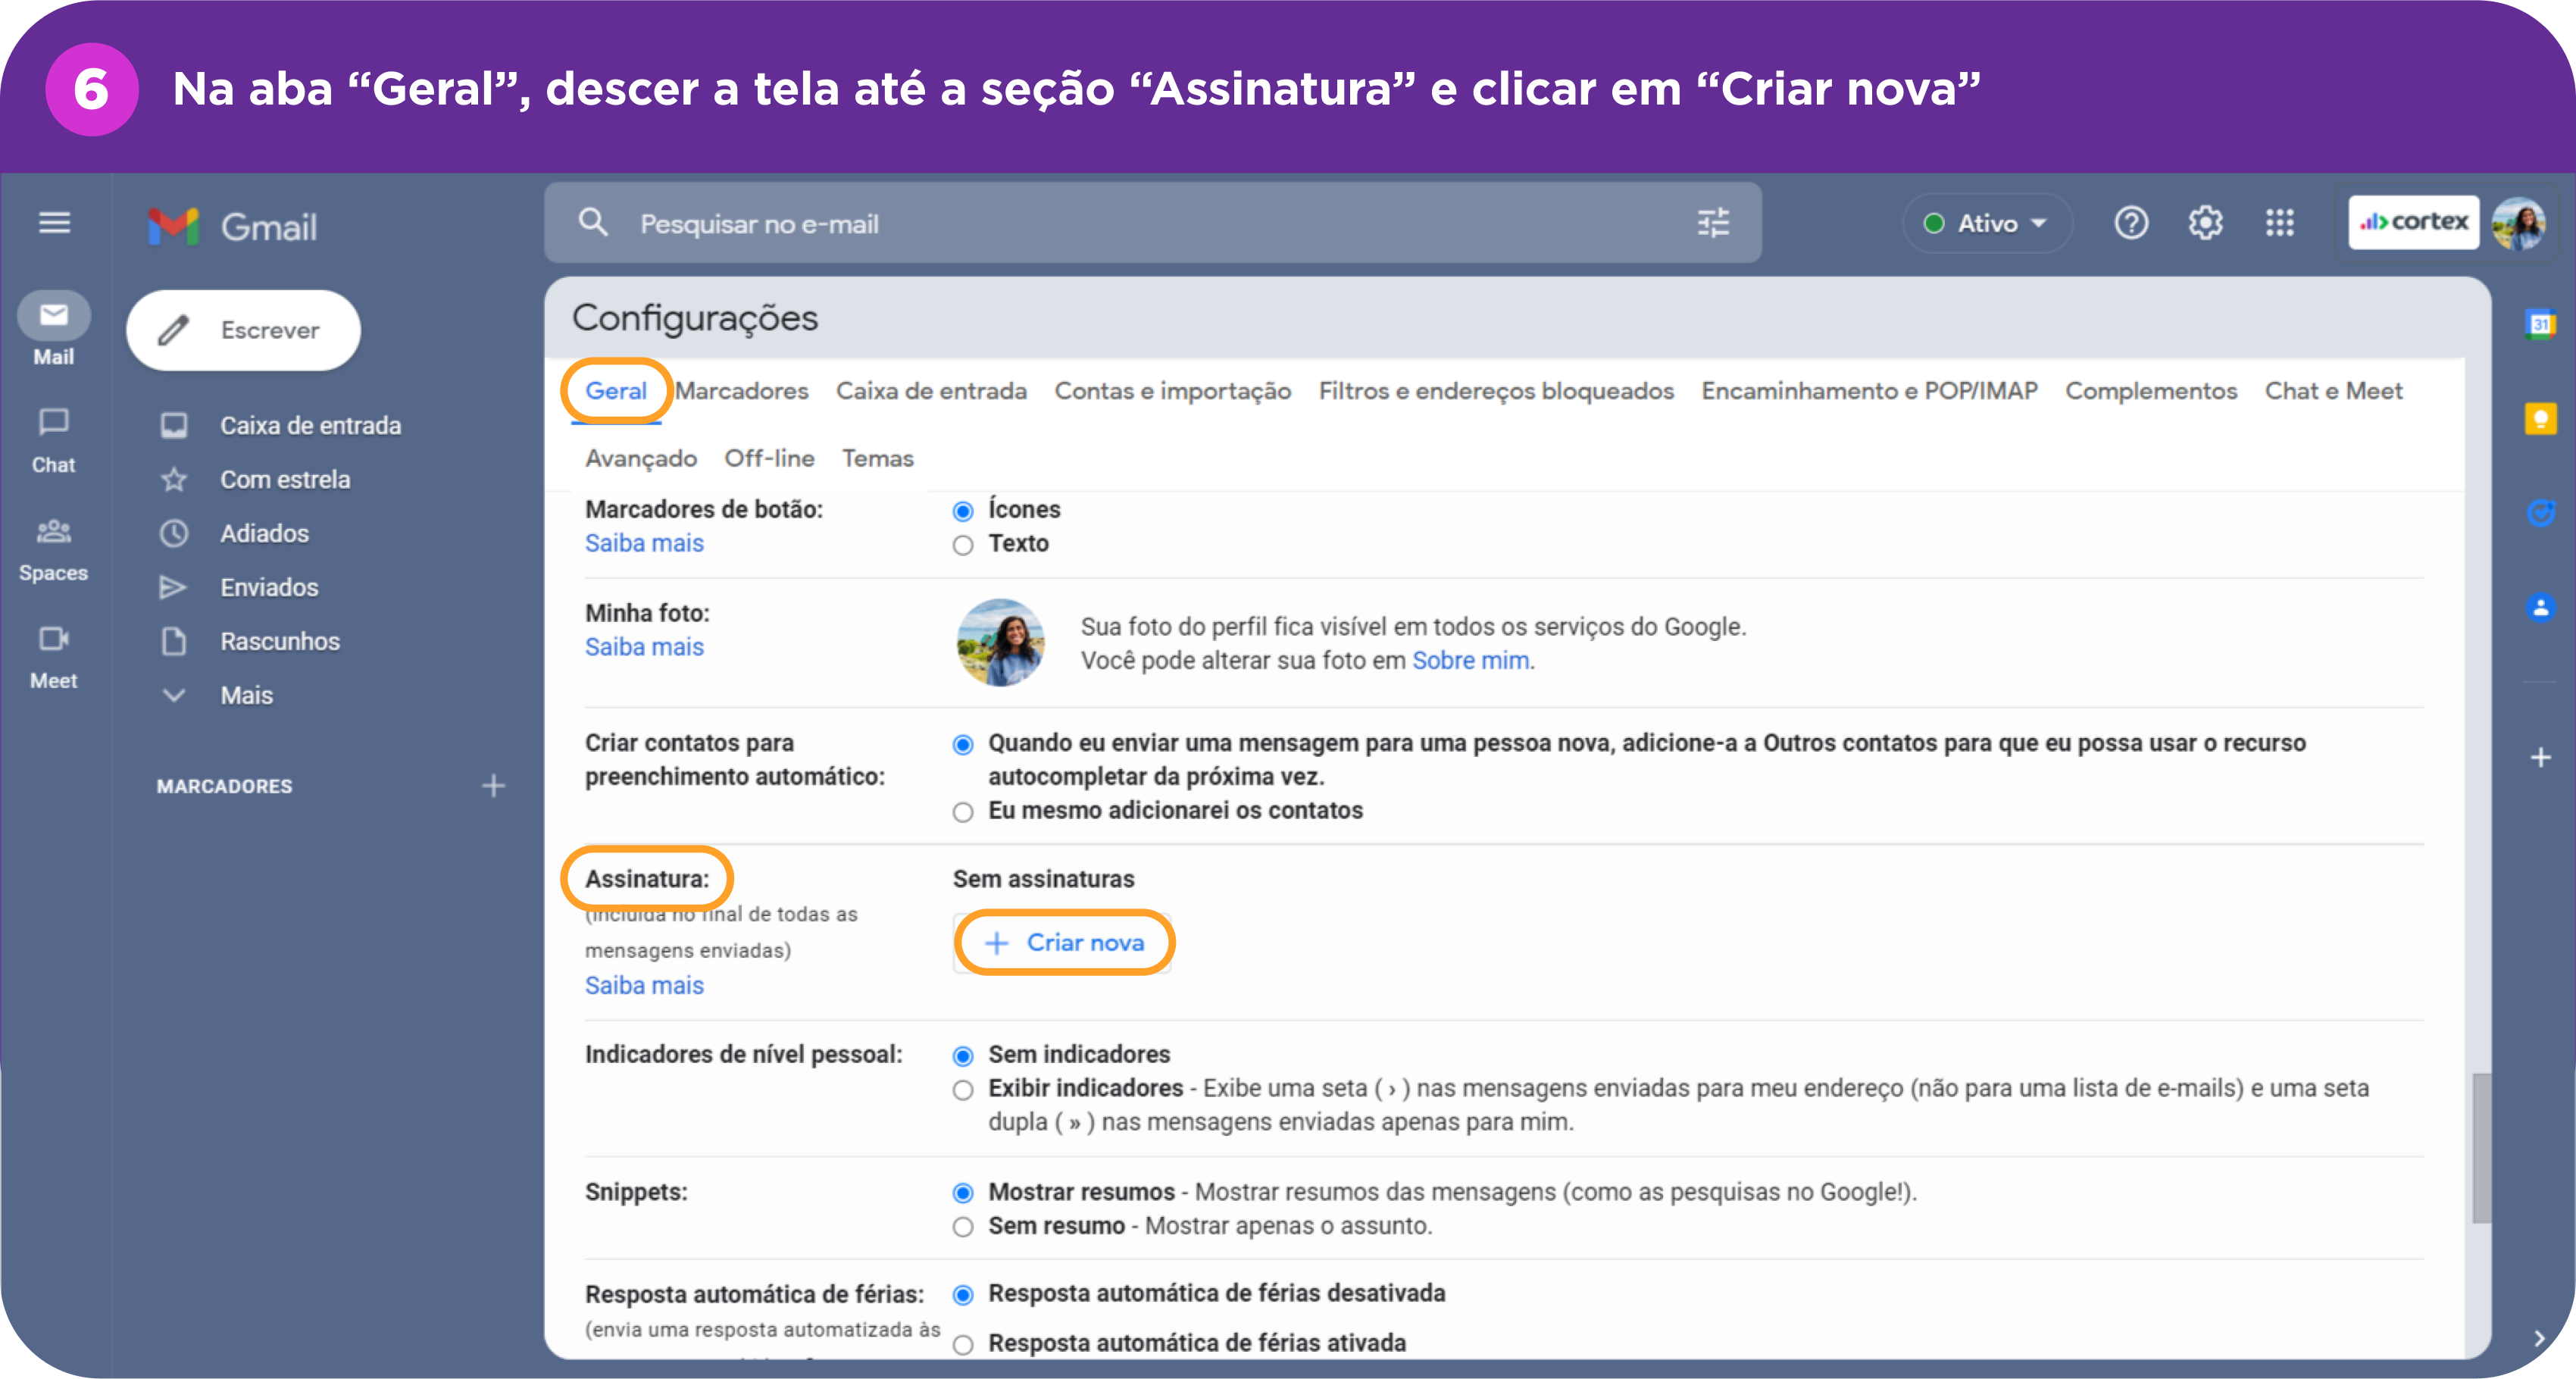 6
Na aba “Geral”, descer a tela até a seção “Assinatura” e clicar em “Criar nova”
Gmail
Pesquisar no e-mail
Ativo
cortex
Mail
Chat
Spaces
Meet
Escrever
Caixa de entrada
Com estrela
Adiados
Enviados
Rascunhos
Mais
MARCADORES
Configurações
Geral Marcadores Caixa de entrada Contas e importação Filtros e endereços bloqueados Encaminhamento e POP/IMAP Complementos Chat e Meet
Avançado Off-line Temas
Marcadores de botão:
Saiba mais
Ícones
Texto
Minha foto:
Saiba mais
Sua foto do perfil fica visível em todos os serviços do Google.
Você pode alterar sua foto em Sobre mim.
Criar contatos para
preenchimento automático:
Quando eu enviar uma mensagem para uma pessoa nova, adicione-a a Outros contatos para que eu possa usar o recurso
autocompletar da próxima vez.
Eu mesmo adicionarei os contatos
Assinatura:
(incluída no final de todas as
mensagens enviadas)
Saiba mais
Sem assinaturas
+ Criar nova
Indicadores de nível pessoal:
Sem indicadores
Exibir indicadores - Exibe uma seta ( › ) nas mensagens enviadas para meu endereço (não para uma lista de e-mails) e uma seta
dupla ( » ) nas mensagens enviadas apenas para mim.
Snippets:
Mostrar resumos - Mostrar resumos das mensagens (como as pesquisas no Google!).
Sem resumo - Mostrar apenas o assunto.
Resposta automática de férias:
(envia uma resposta automatizada às
Resposta automática de férias desativada
Resposta automática de férias ativada
31